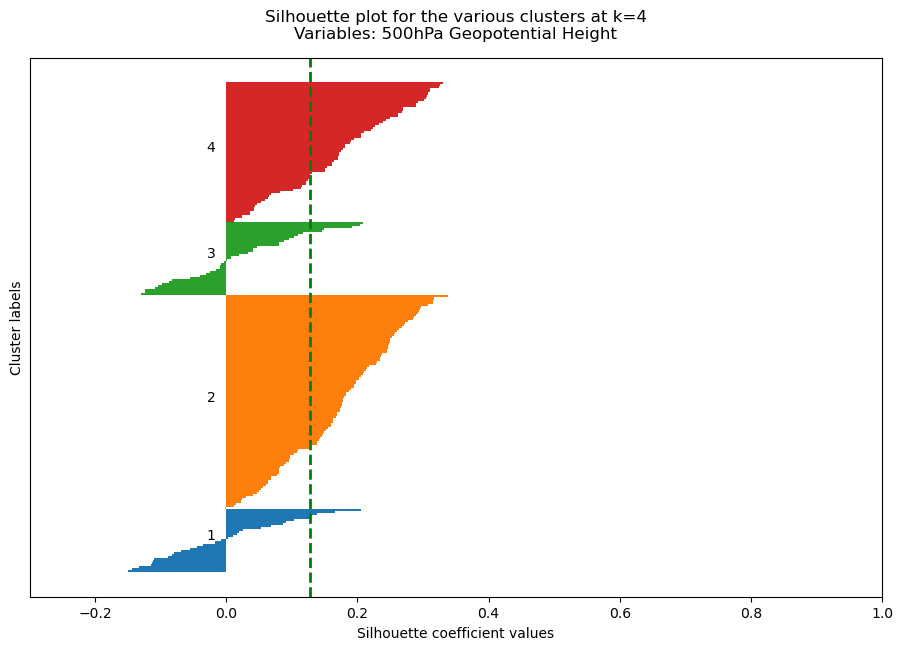 Silhouette plot for the various clusters at k=4
Variables: 500hPa Geopotential Height
4
3
2
1
Cluster labels
−0.2 0.0 0.2 0.4 0.6 0.8 1.0
Silhouette coefficient values